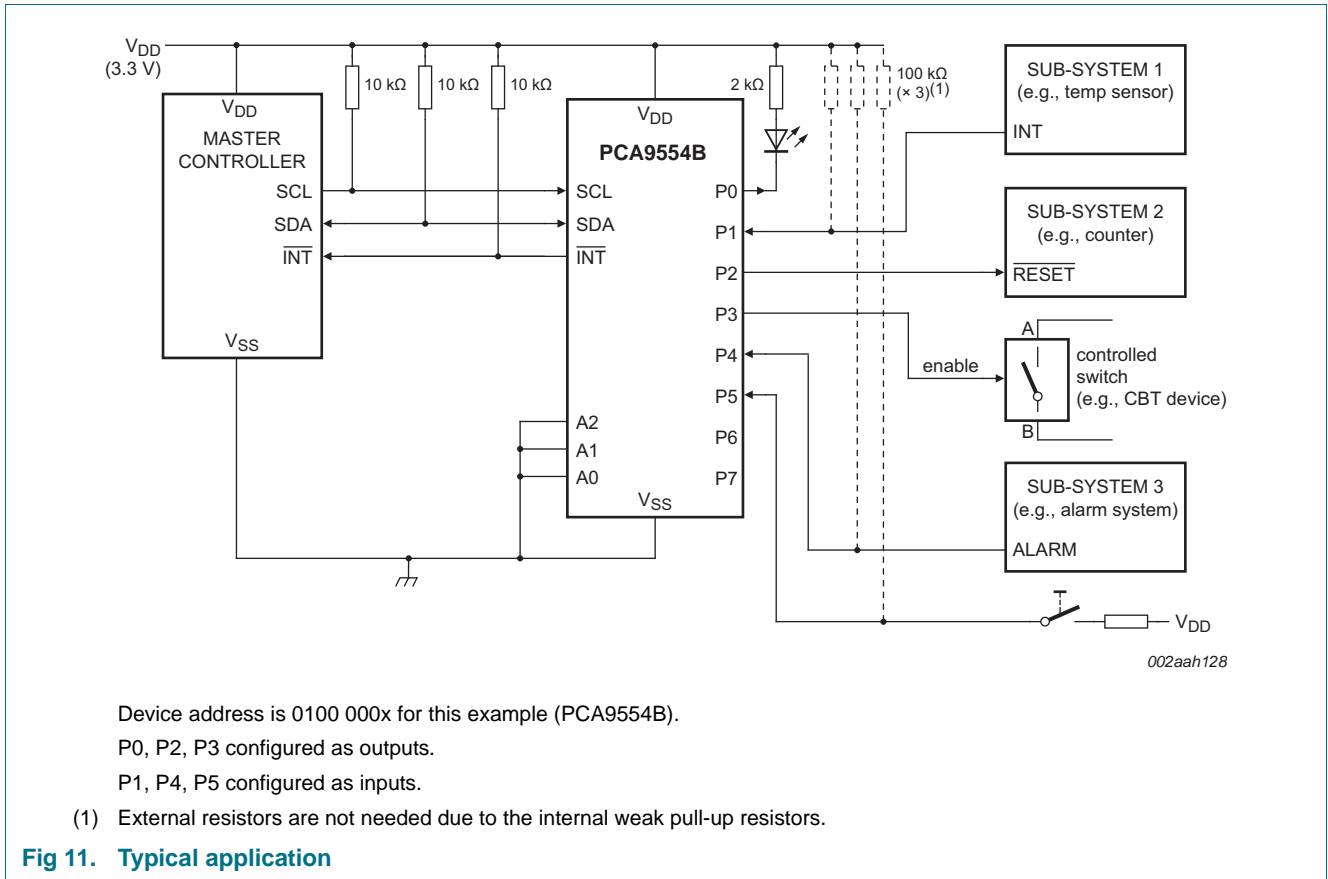 VDD
(3.3 V)
10 kΩ
10 kΩ
10 kΩ
2 kΩ
100 kΩ
(× 3)(1)
VDD
MASTER
CONTROLLER
SCL
SDA
INT
VSS
VDD
PCA9554B
SCL
SDA
INT
A2
A1
A0
VSS
P0
P1
P2
P3
P4
P5
P6
P7
SUB-SYSTEM 1
(e.g., temp sensor)
INT
SUB-SYSTEM 2
(e.g., counter)
RESET
A
enable
controlled
switch
(e.g., CBT device)
B
SUB-SYSTEM 3
(e.g., alarm system)
ALARM
VDD
002aah128
Device address is 0100 000x for this example (PCA9554B).
P0, P2, P3 configured as outputs.
P1, P4, P5 configured as inputs.
(1) External resistors are not needed due to the internal weak pull-up resistors.
Fig 11. Typical application